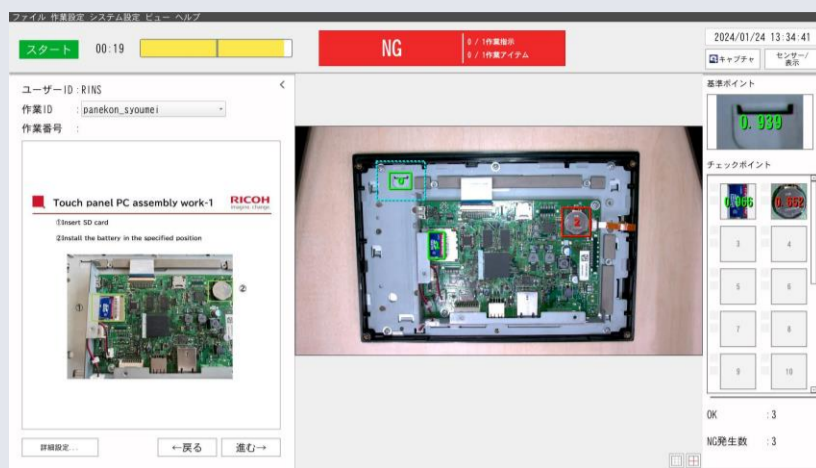 ファイル 作業設定 システム設定 ビュー ヘルプ
スタート 00:19
NG
0 / 1作業指示
0 / 1作業アイテム
2024/01/24 13:34:41
キャプチャ
センサー/
表示
ユーザーID : RINS
作業ID : panekon_syoumei
作業番号 :
Touch panel PC assembly work-1
RICOH
imagine. change.
①Insert SD card
②Install the battery in the specified position
①
②
詳細設定...
←戻る
進む→
2
基準ポイント
0.939
チェックポイント
0.966
0.652
3 4
5 6
7 8
9 10
OK : 3
NG発生数 : 3